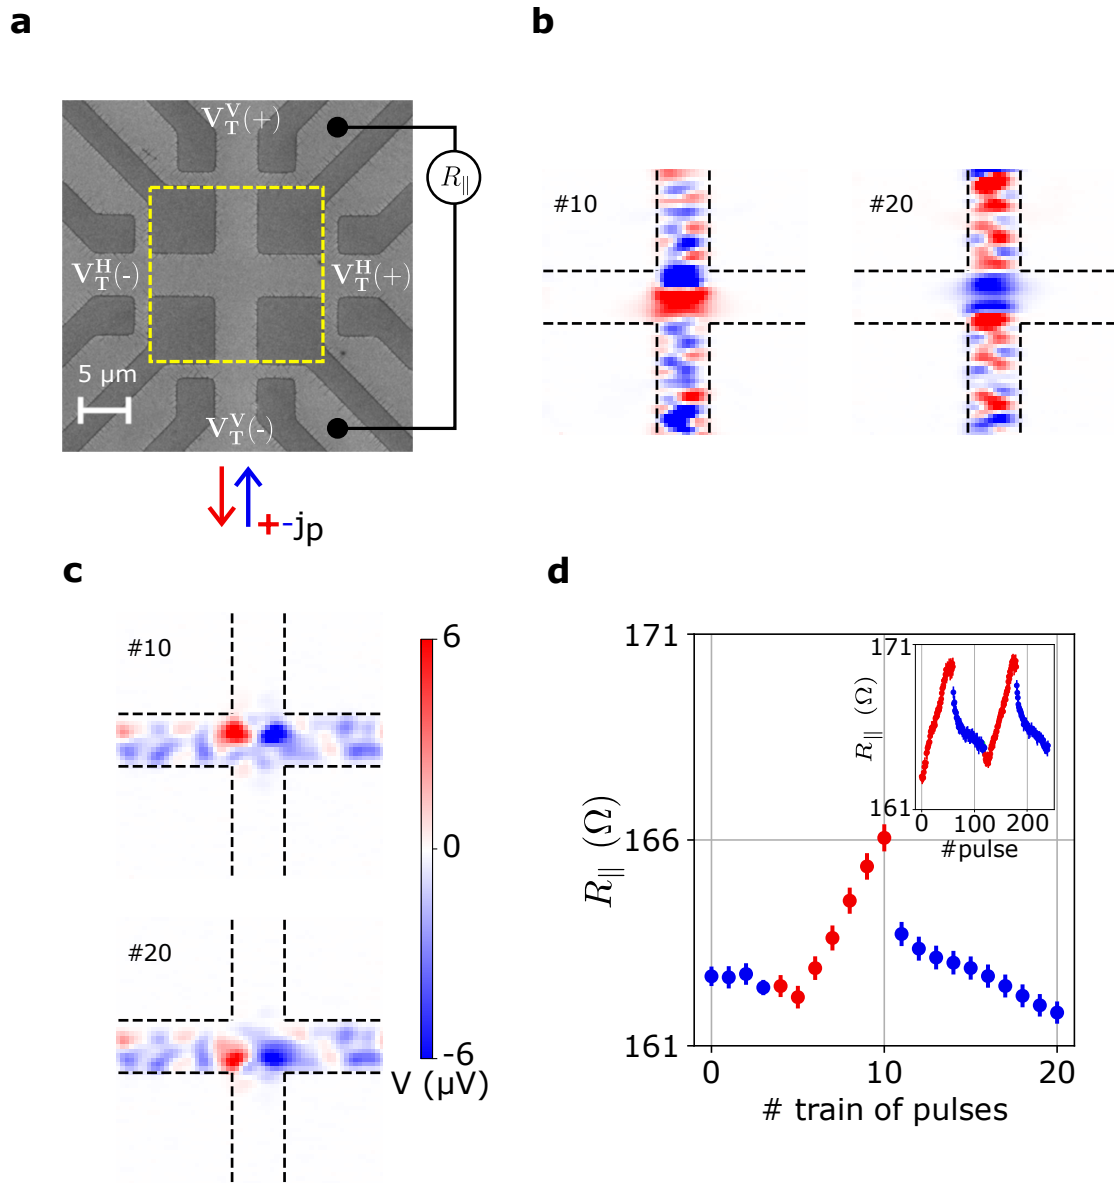 a
V_T^V(+)
R_∥
V_T^H(-)
V_T^H(+)
5 μm
V_T^V(-)
+-jp
b
#10
#20
c
#10
6
0
#20
-6
V (μV)
d
171
166
161
R_∥ (Ω)
0
10
20
# train of pulses
171
161
R_∥ (Ω)
0
100
200
#pulse